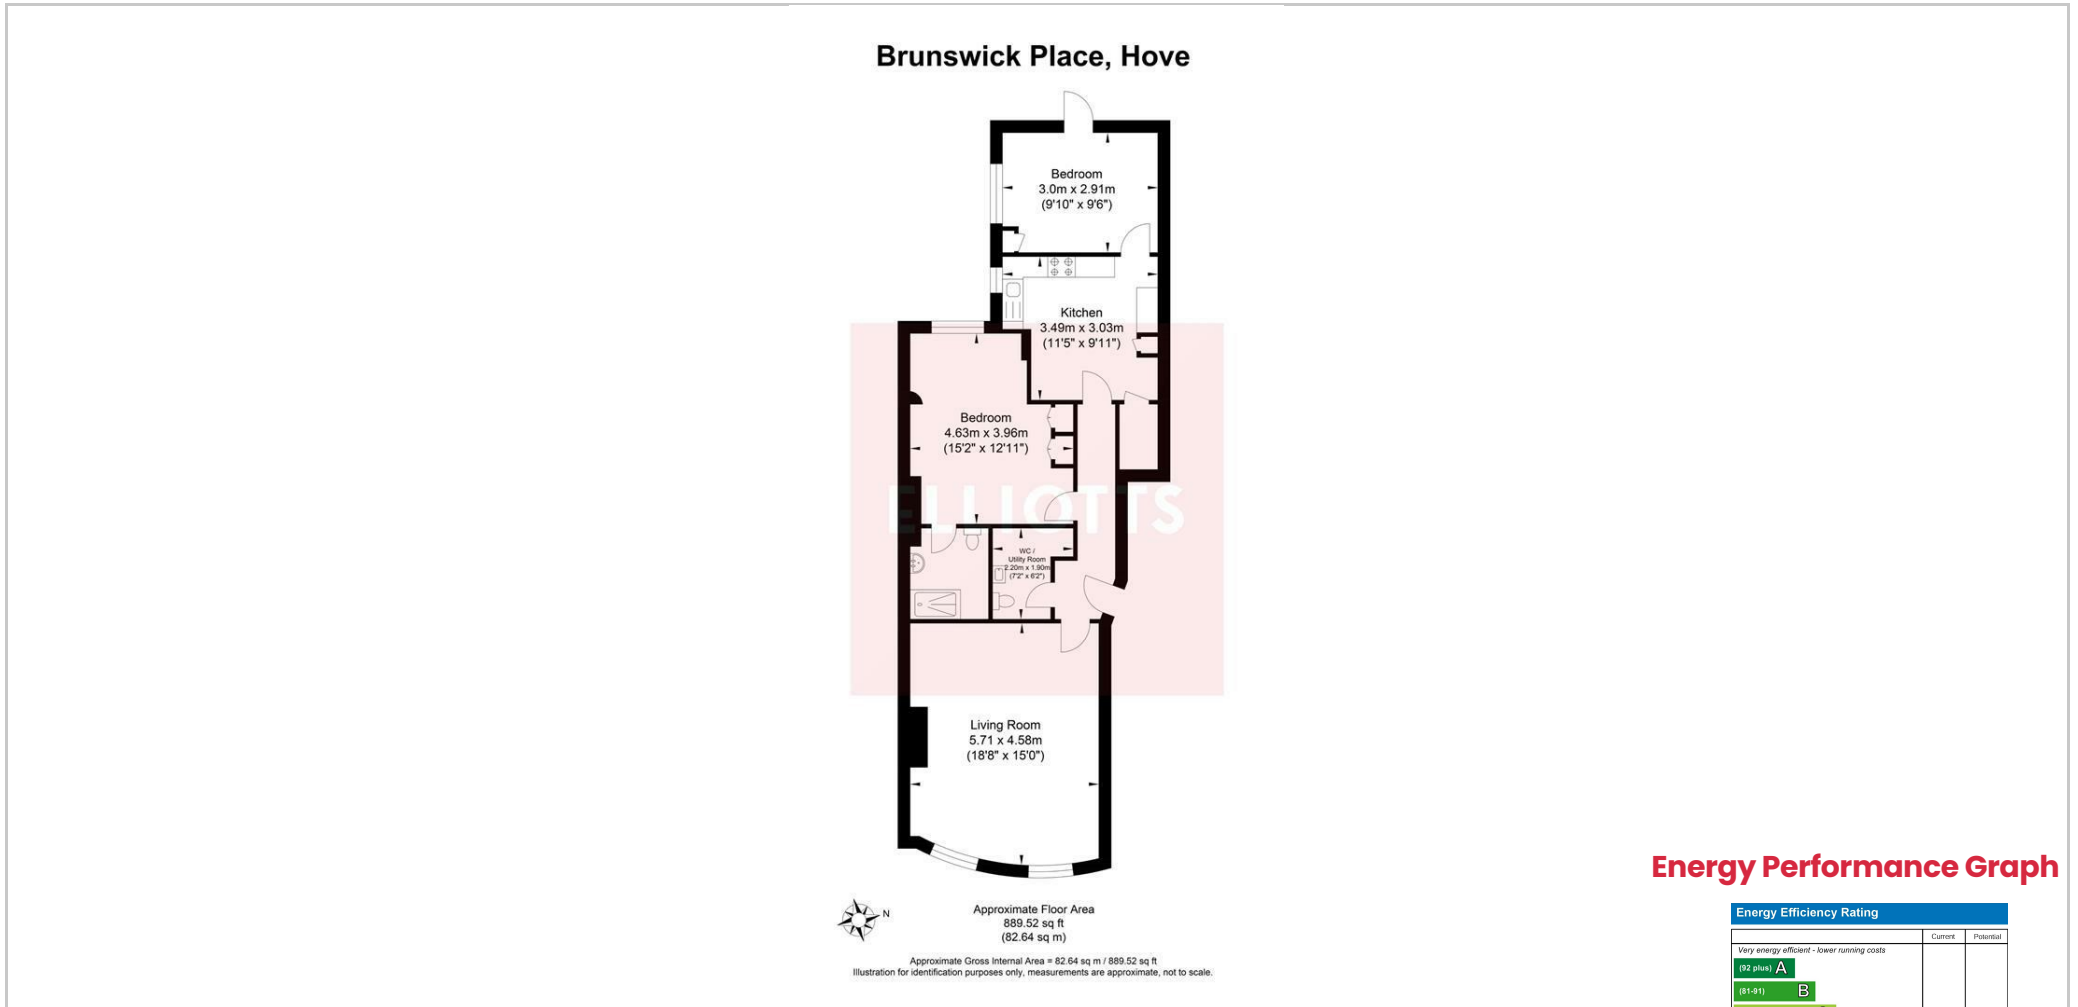 Brunswick Place, Hove
Bedroom
3.0m x 2.91m
(9'10" x 9'6")
Kitchen
3.49m x 3.03m
(11'5" x 9'11")
Bedroom
4.63m x 3.96m
(15'2" x 12'11")
ELLIOTTS
WC /
Utility Room
2.20m x 1.90m
(7'2" x 6'2")
Living Room
5.71 x 4.58m
(18'8" x 15'0")
N
Approximate Floor Area
889.52 sq ft
(82.64 sq m)
Approximate Gross Internal Area = 82.64 sq m / 889.52 sq ft
Illustration for identification purposes only, measurements are approximate, not to scale.
Energy Performance Graph
Energy Efficiency Rating
Current Potential
Very energy efficient - lower running costs
(92 plus) A
(81-91) B